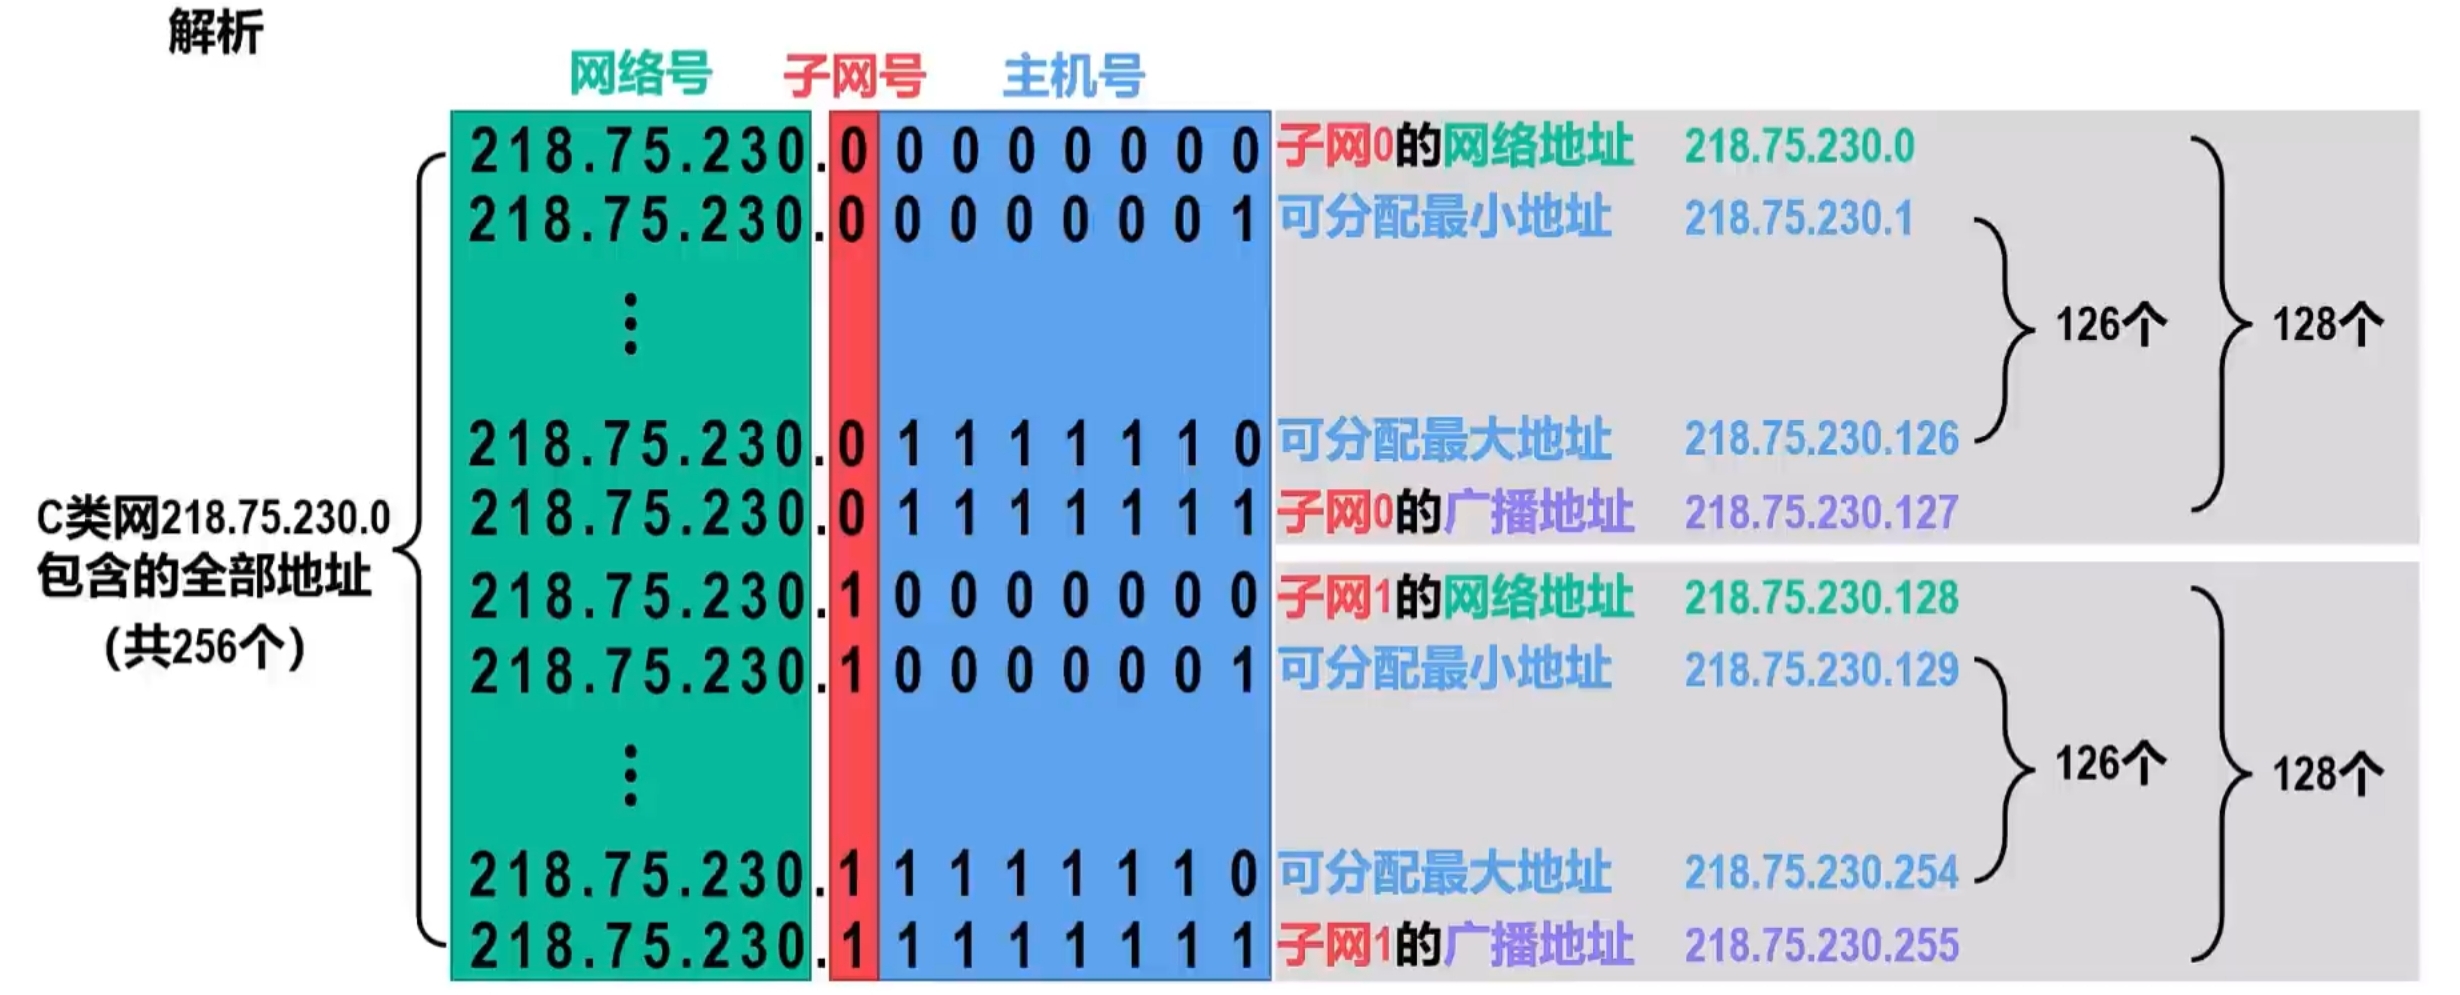 解析
网络号 子网号 主机号
218.75.230.0 0 0 0 0 0 0 0 子网0的网络地址 218.75.230.0
218.75.230.0 0 0 0 0 0 0 1 可分配最小地址 218.75.230.1
⋮
126个 128个
218.75.230.0 1 1 1 1 1 1 0 可分配最大地址 218.75.230.126
218.75.230.0 1 1 1 1 1 1 1 子网0的广播地址 218.75.230.127
C类网218.75.230.0
包含的全部地址
(共256个)
218.75.230.1 0 0 0 0 0 0 0 子网1的网络地址 218.75.230.128
218.75.230.1 0 0 0 0 0 0 1 可分配最小地址 218.75.230.129
⋮
126个 128个
218.75.230.1 1 1 1 1 1 1 0 可分配最大地址 218.75.230.254
218.75.230.1 1 1 1 1 1 1 1 子网1的广播地址 218.75.230.255